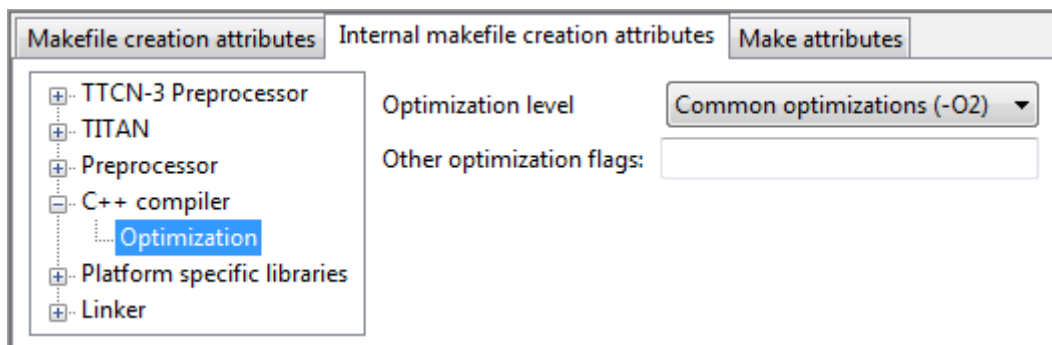 Makefile creation attributes
Internal makefile creation attributes
Make attributes
TTCN-3 Preprocessor
TITAN
Preprocessor
C++ compiler
Optimization
Platform specific libraries
Linker
Optimization level
Common optimizations (-O2)
Other optimization flags: